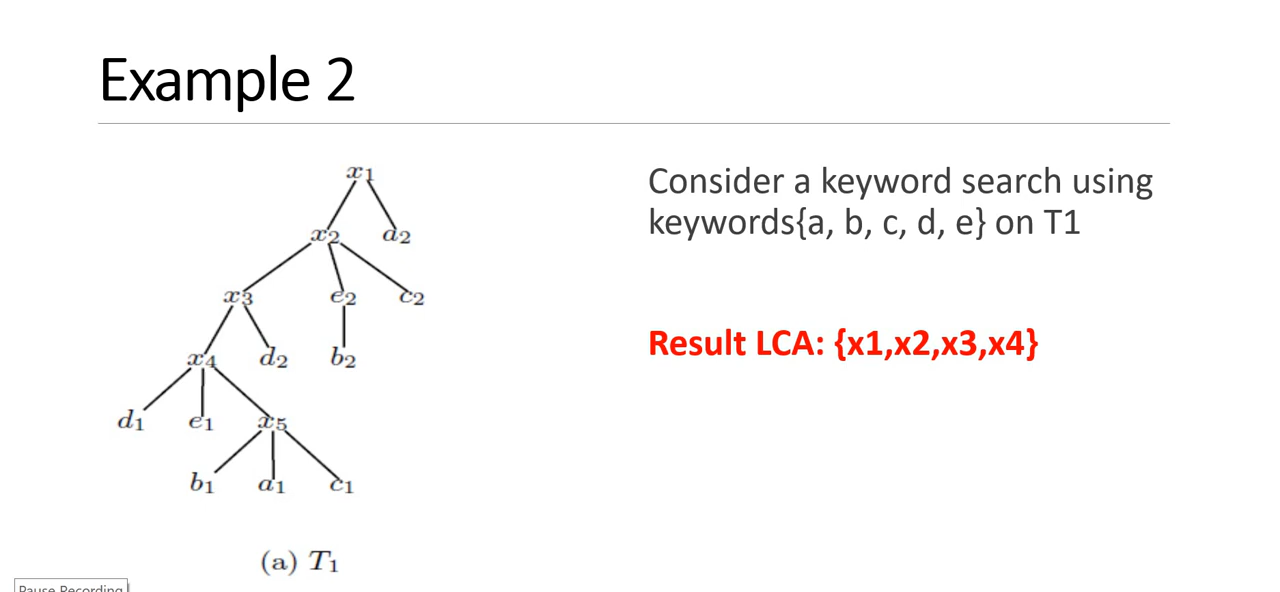 Example 2
x1
x2 d2
x3 e2 c2
x4 d2 b2
d1 e1 x5
b1 a1 c1
(a) T1
Consider a keyword search using
keywords{a, b, c, d, e} on T1
Result LCA: {x1,x2,x3,x4}
Pause Recording